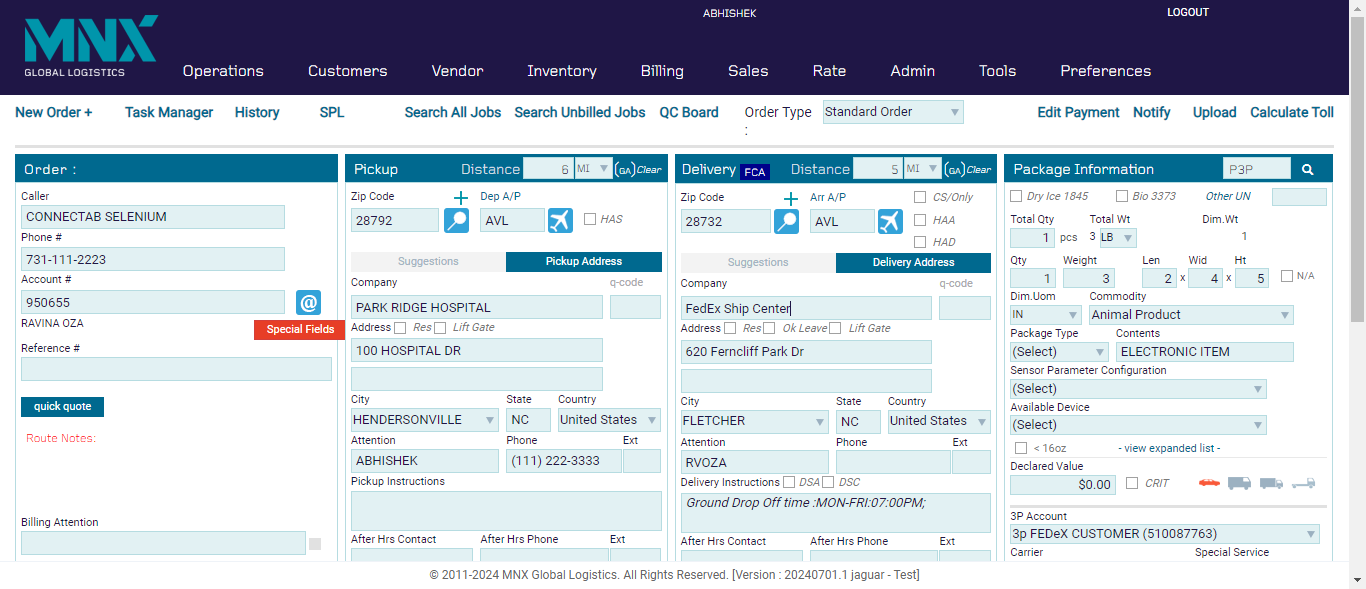 ABHISHEK
LOGOUT
MNX
GLOBAL LOGISTICS
Operations Customers Vendor Inventory Billing Sales Rate Admin Tools Preferences
New Order + Task Manager History SPL Search All Jobs Search Unbilled Jobs QC Board Order Type : Standard Order Edit Payment Notify Upload Calculate Toll
Order :
Caller
CONNECTAB SELENIUM
Phone #
731-111-2223
Account #
950655 @
RAVINA OZA
Special Fields
Reference #
quick quote
Route Notes:
Billing Attention
Pickup Distance 6 MI (GA) Clear
Zip Code Dep A/P
28792 AVL HAS
Suggestions Pickup Address
Company q-code
PARK RIDGE HOSPITAL
Address Res Lift Gate
100 HOSPITAL DR
City State Country
HENDERSONVILLE NC United States
Attention Phone Ext
ABHISHEK (111) 222-3333
Pickup Instructions
After Hrs Contact After Hrs Phone Ext
Delivery FCA Distance 5 MI (GA) Clear
Zip Code Arr A/P CS/Only
28732 AVL HAA
HAD
Suggestions Delivery Address
Company q-code
FedEx Ship Center
Address Res Ok Leave Lift Gate
620 Ferncliff Park Dr
City State Country
FLETCHER NC United States
Attention Phone Ext
RVOZA
Delivery Instructions DSA DSC
Ground Drop Off time :MON-FRI:07:00PM;
After Hrs Contact After Hrs Phone Ext
Package Information P3P
Dry Ice 1845 Bio 3373 Other UN
Total Qty Total Wt Dim.Wt
1 pcs 3 LB 1
Qty Weight Len Wid Ht
1 3 2 x 4 x 5 N/A
Dim.Uom Commodity
IN Animal Product
Package Type Contents
(Select) ELECTRONIC ITEM
Sensor Parameter Configuration
(Select)
Available Device
(Select)
< 16oz - view expanded list -
Declared Value
$0.00 CRIT
3P Account
3p FEDeX CUSTOMER (510087763)
Carrier Special Service
© 2011-2024 MNX Global Logistics. All Rights Reserved. [Version : 20240701.1 jaguar - Test]